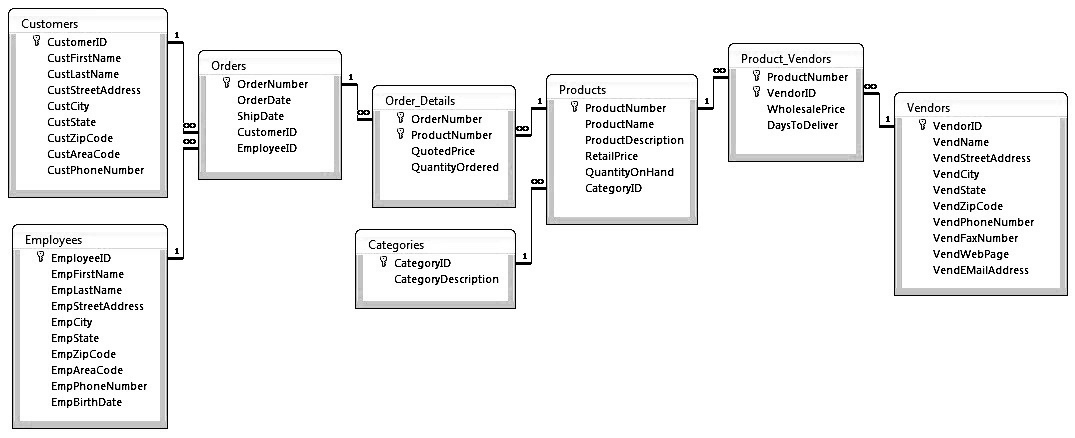 Customers
CustomerID
CustFirstName
CustLastName
CustStreetAddress
CustCity
CustState
CustZipCode
CustAreaCode
CustPhoneNumber
1
∞
∞
1
Employees
EmployeeID
EmpFirstName
EmpLastName
EmpStreetAddress
EmpCity
EmpState
EmpZipCode
EmpAreaCode
EmpPhoneNumber
EmpBirthDate
Orders
OrderNumber
OrderDate
ShipDate
CustomerID
EmployeeID
1
∞
Order_Details
OrderNumber
ProductNumber
QuotedPrice
QuantityOrdered
1
∞
Categories
CategoryID
CategoryDescription
1
∞
Products
ProductNumber
ProductName
ProductDescription
RetailPrice
QuantityOnHand
CategoryID
1
∞
Product_Vendors
ProductNumber
VendorID
WholesalePrice
DaysToDeliver
∞
1
Vendors
VendorID
VendName
VendStreetAddress
VendCity
VendState
VendZipCode
VendPhoneNumber
VendFaxNumber
VendWebPage
VendEMailAddress